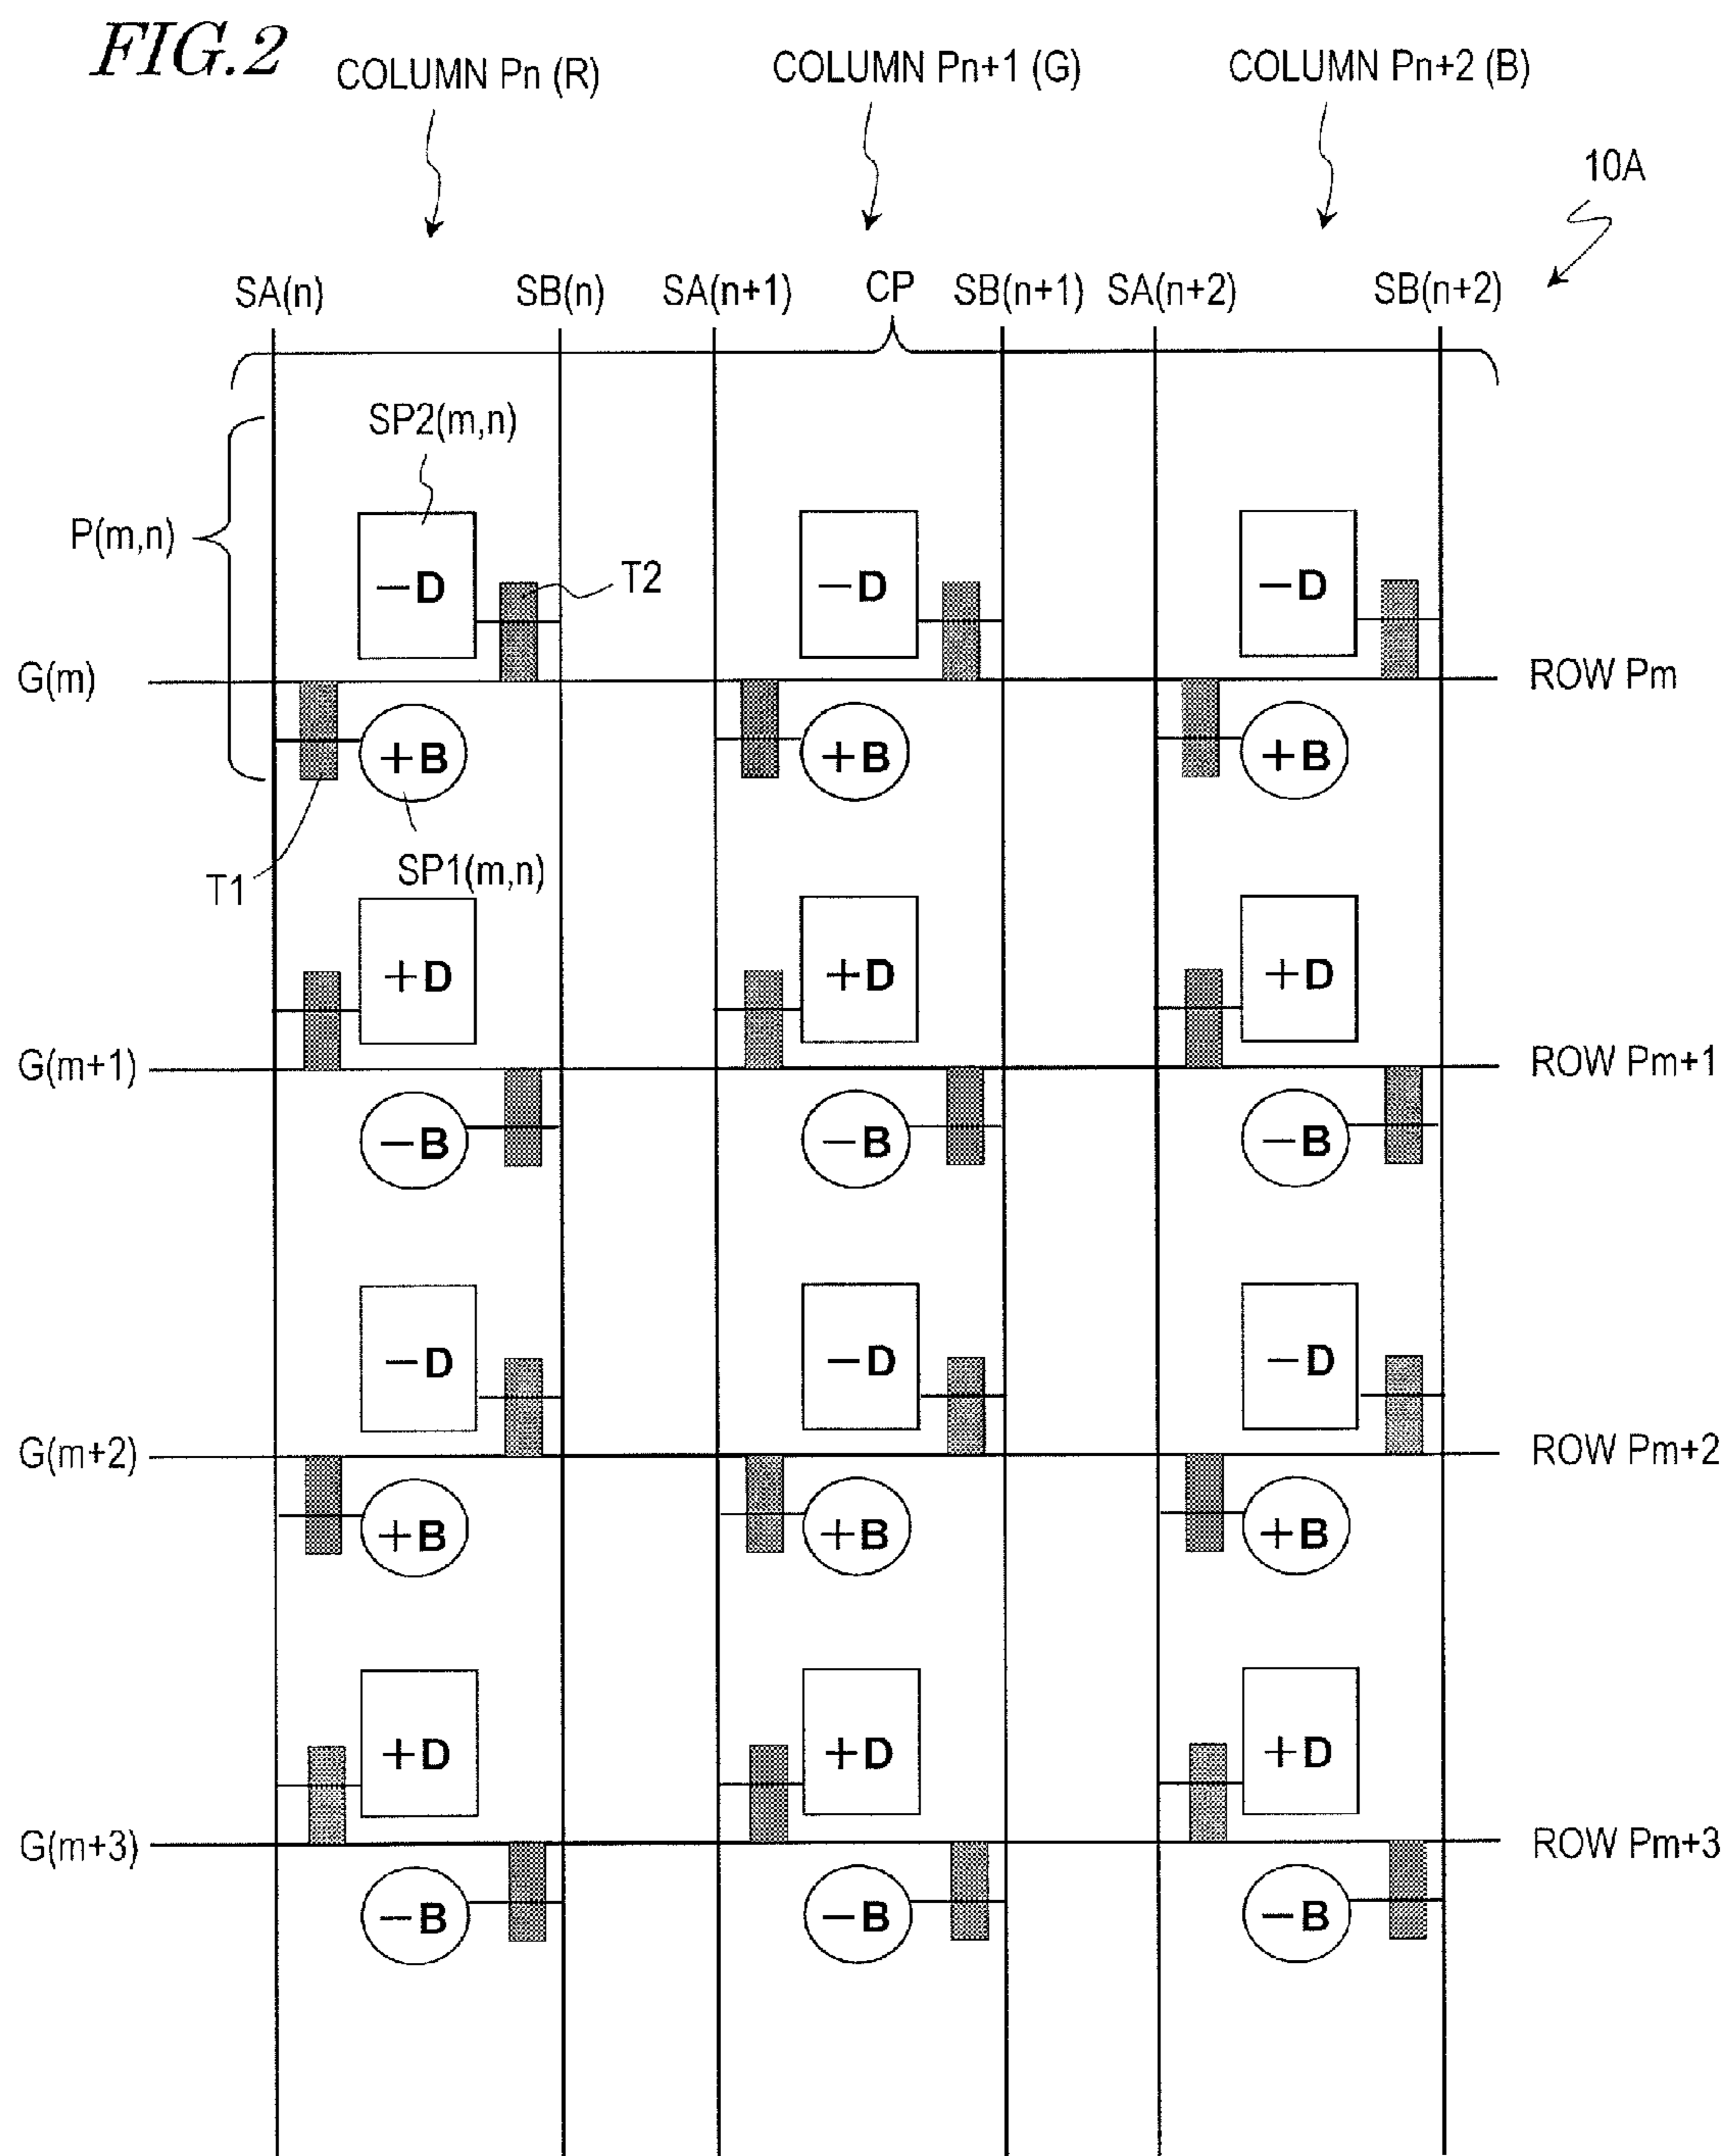 FIG.2
COLUMN Pn (R)
COLUMN Pn+1 (G)
COLUMN Pn+2 (B)
10A
SA(n)
SB(n)
SA(n+1)
CP
SB(n+1)
SA(n+2)
SB(n+2)
SP2(m,n)
P(m,n)
−D
T2
−D
−D
G(m)
ROW Pm
+B
+B
+B
T1
SP1(m,n)
+D
+D
+D
G(m+1)
ROW Pm+1
−B
−B
−B
−D
−D
−D
G(m+2)
ROW Pm+2
+B
+B
+B
+D
+D
+D
G(m+3)
ROW Pm+3
−B
−B
−B